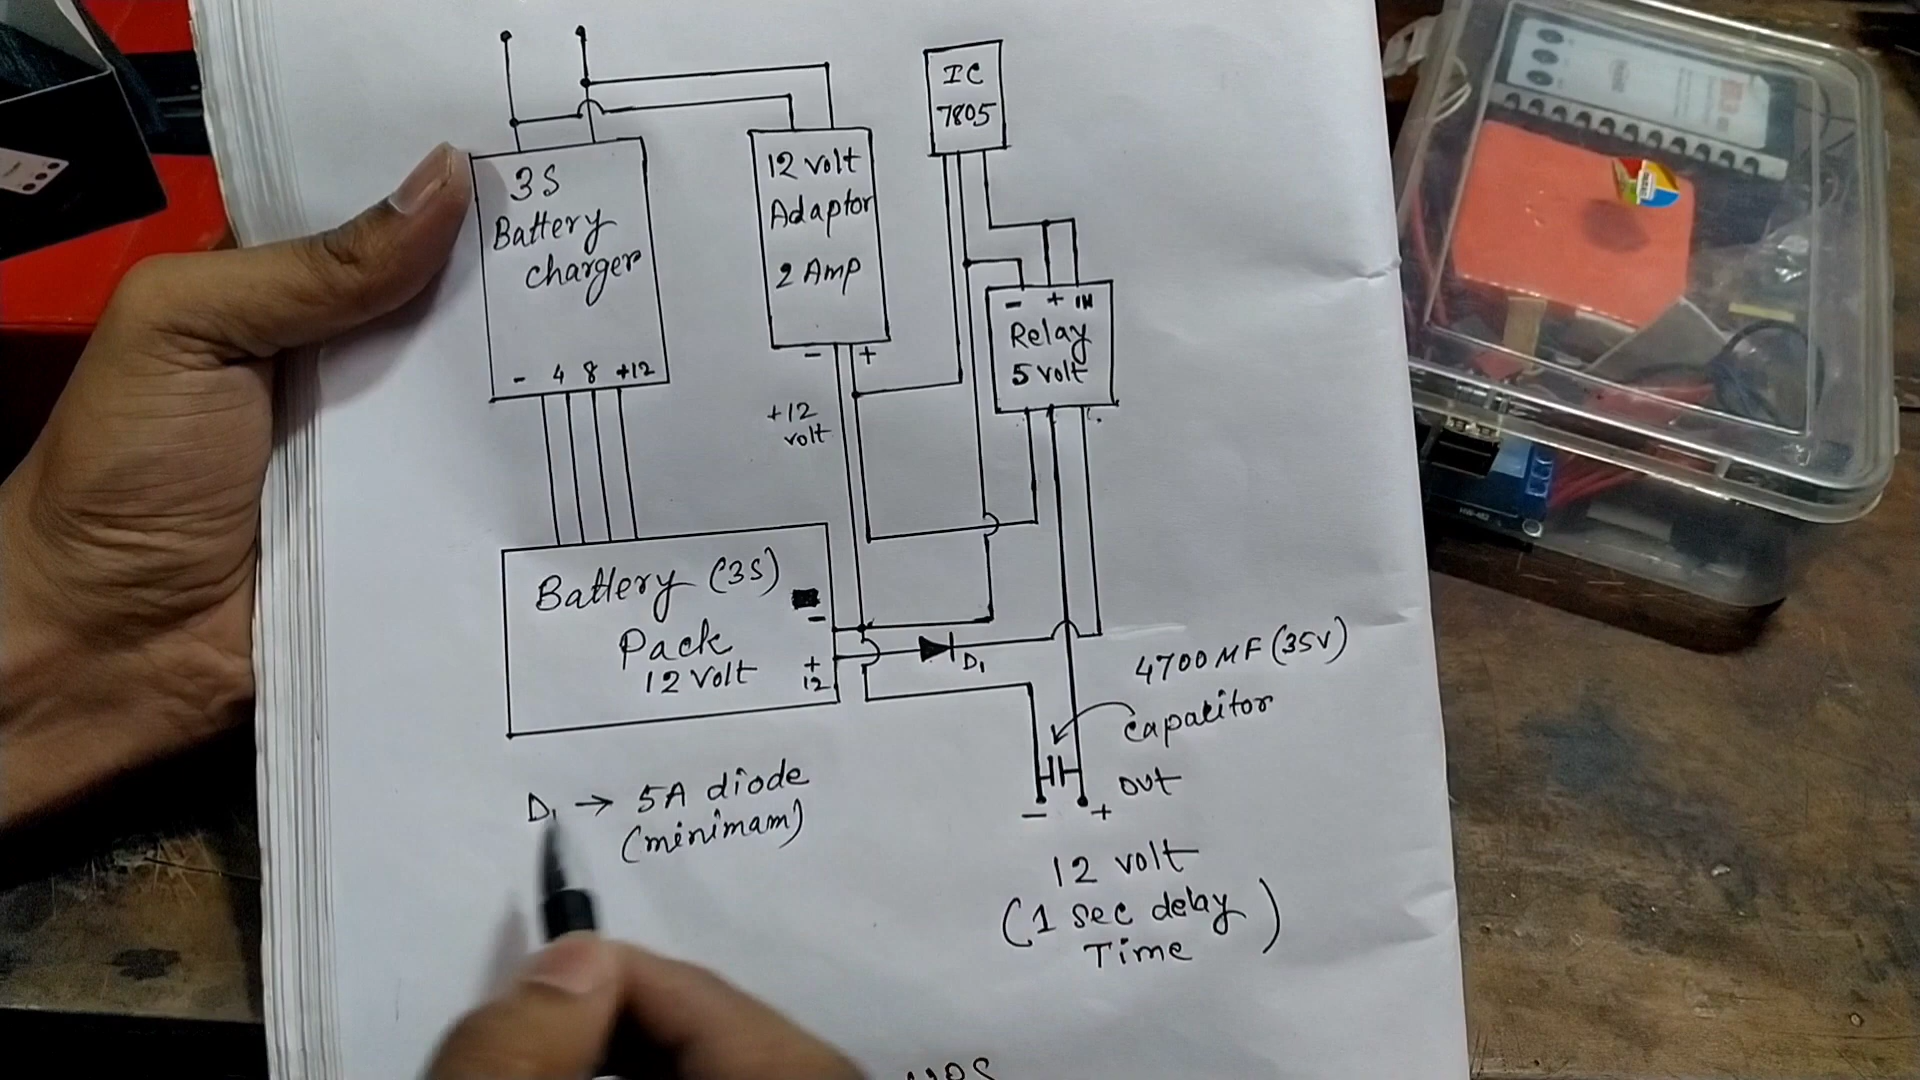 3S
Battery
charger
- 4 8 +12
12 volt
Adaptor
2 Amp
- +
+12
volt
IC
7805
- + IN
Relay
5 volt
Battery (3S)
Pack
12 volt
-
+
12
D₁
4700 MF (35V)
capacitor
out
- +
12 volt
(1 sec delay
Time)
D₁ → 5A diode
(minimam)